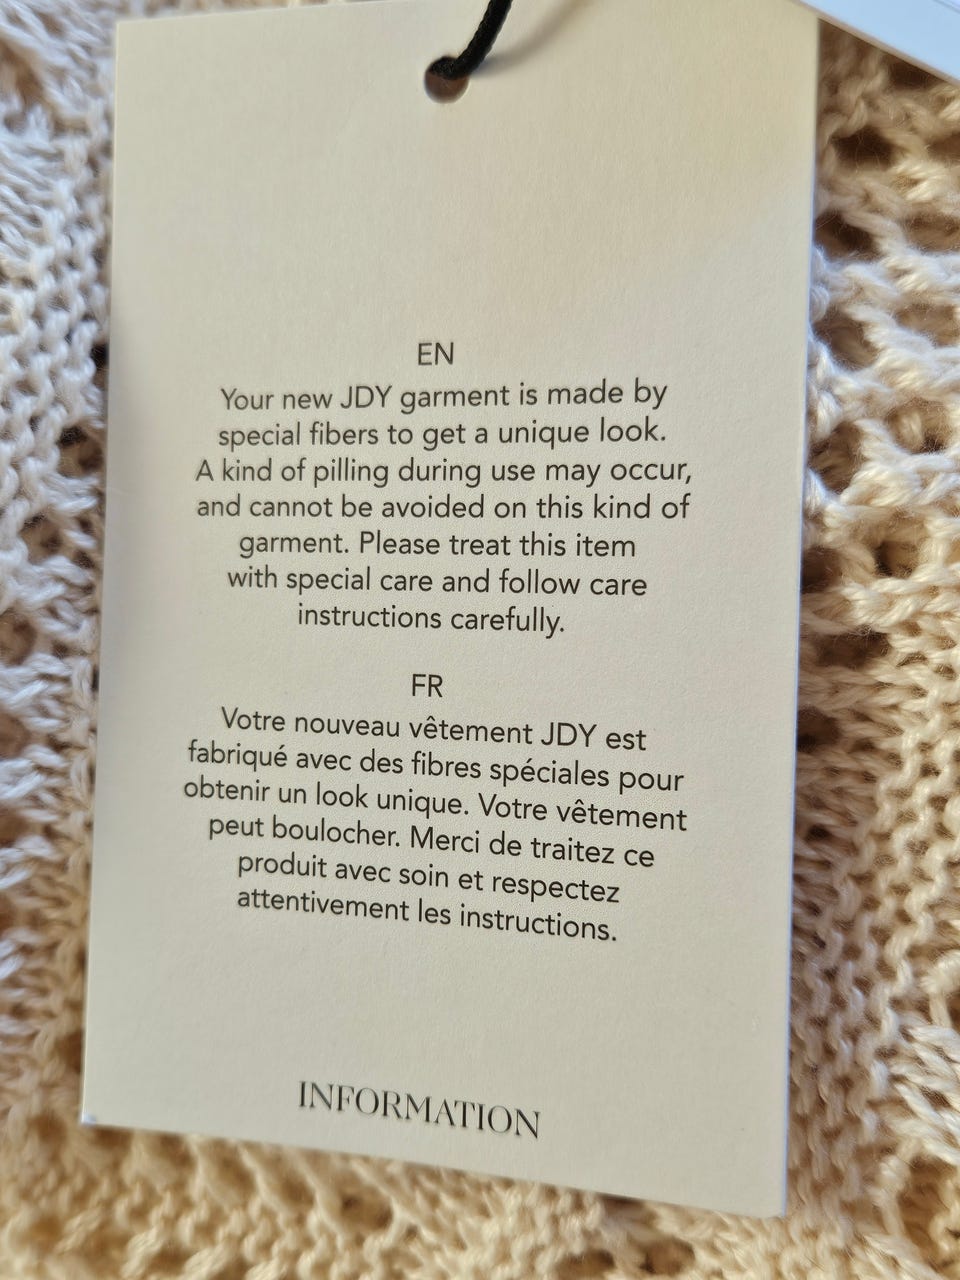 EN
Your new JDY garment is made by
special fibers to get a unique look.
A kind of pilling during use may occur,
and cannot be avoided on this kind of
garment. Please treat this item
with special care and follow care
instructions carefully.
FR
Votre nouveau vêtement JDY est
fabriqué avec des fibres spéciales pour
obtenir un look unique. Votre vêtement
peut boulocher. Merci de traitez ce
produit avec soin et respectez
attentivement les instructions.
INFORMATION